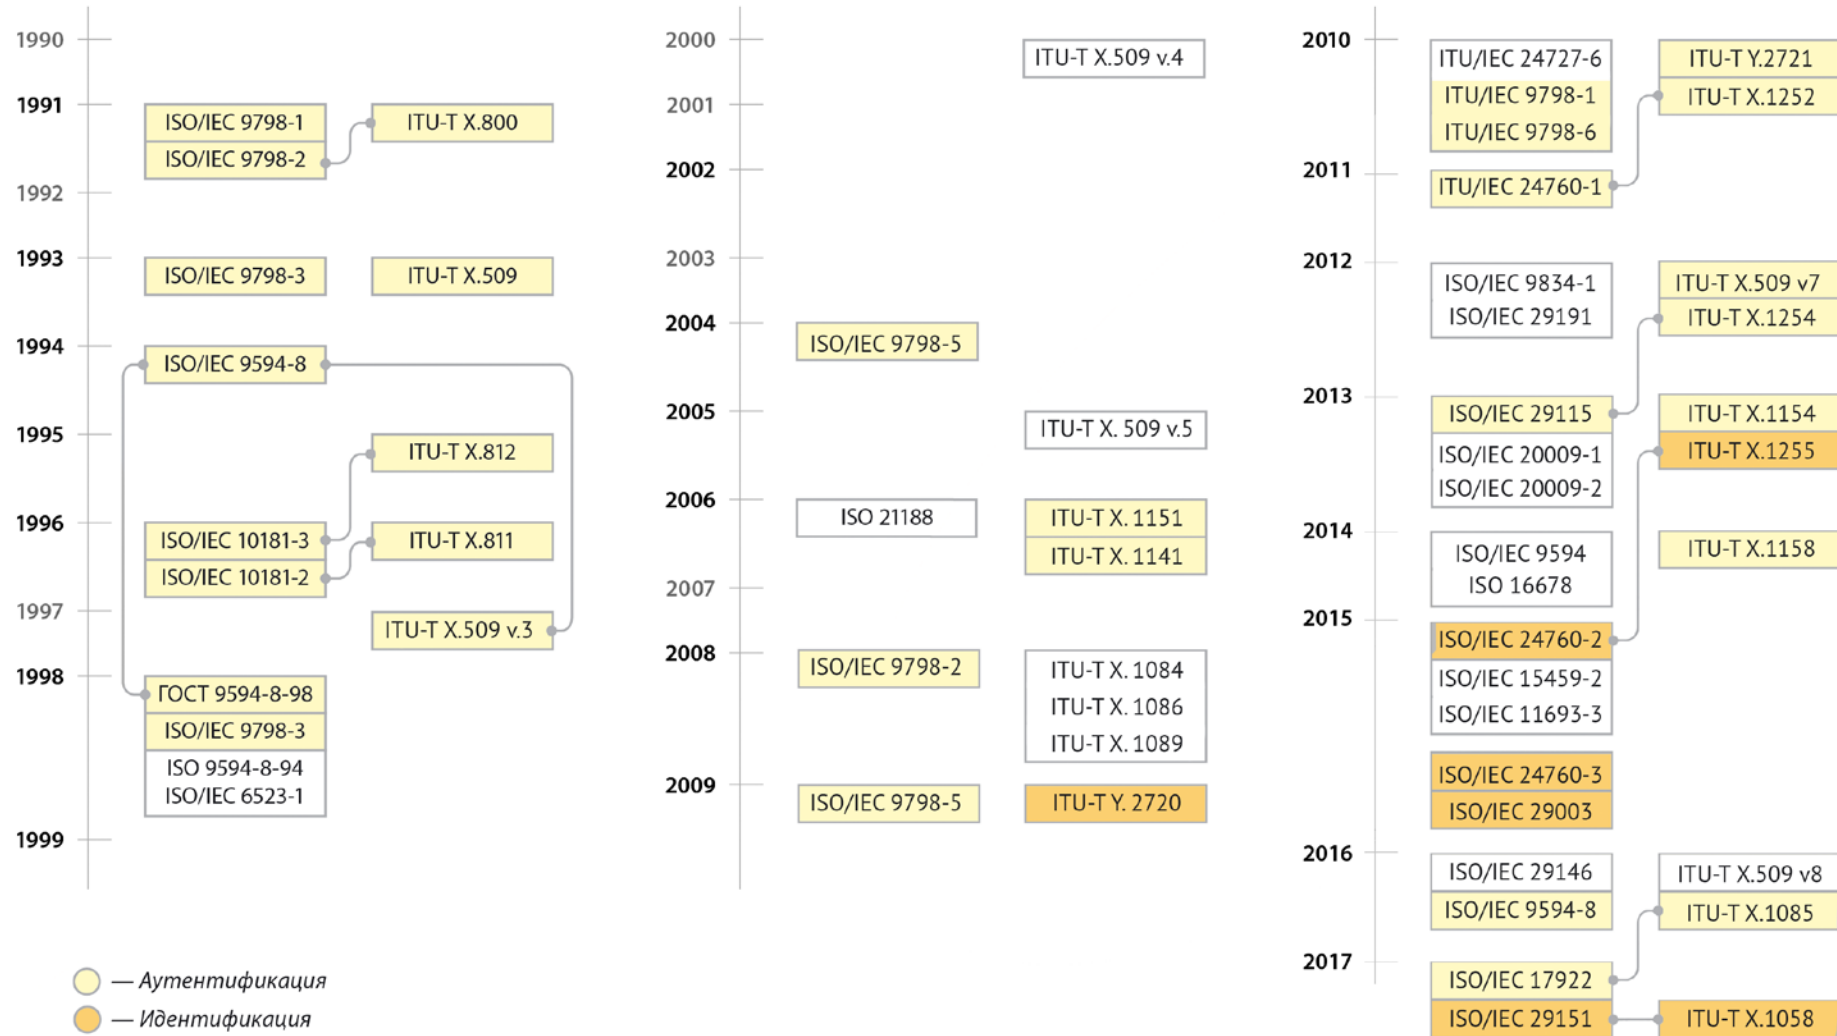 1990
1991
ISO/IEC 9798-1
ITU-T X.800
ISO/IEC 9798-2
1992
1993
ISO/IEC 9798-3
ITU-T X.509
1994
ISO/IEC 9594-8
1995
ITU-T X.812
1996
ISO/IEC 10181-3
ITU-T X.811
ISO/IEC 10181-2
1997
ITU-T X.509 v.3
1998
ГОСТ 9594-8-98
ISO/IEC 9798-3
ISO 9594-8-94
ISO/IEC 6523-1
1999
2000
ITU-T X.509 v.4
2001
2002
2003
2004
ISO/IEC 9798-5
2005
ITU-T X. 509 v.5
2006
ISO 21188
ITU-T X. 1151
ITU-T X. 1141
2007
2008
ISO/IEC 9798-2
ITU-T X. 1084
ITU-T X. 1086
ITU-T X. 1089
2009
ISO/IEC 9798-5
ITU-T Y. 2720
2010
ITU/IEC 24727-6
ITU-T Y.2721
ITU/IEC 9798-1
ITU-T X.1252
ITU/IEC 9798-6
2011
ITU/IEC 24760-1
2012
ISO/IEC 9834-1
ITU-T X.509 v7
ISO/IEC 29191
ITU-T X.1254
2013
ISO/IEC 29115
ITU-T X.1154
ISO/IEC 20009-1
ITU-T X.1255
ISO/IEC 20009-2
2014
ISO/IEC 9594
ITU-T X.1158
ISO 16678
2015
ISO/IEC 24760-2
ISO/IEC 15459-2
ISO/IEC 11693-3
ISO/IEC 24760-3
ISO/IEC 29003
2016
ISO/IEC 29146
ITU-T X.509 v8
ISO/IEC 9594-8
ITU-T X.1085
2017
ISO/IEC 17922
ISO/IEC 29151
ITU-T X.1058
— Аутентификация
— Идентификация